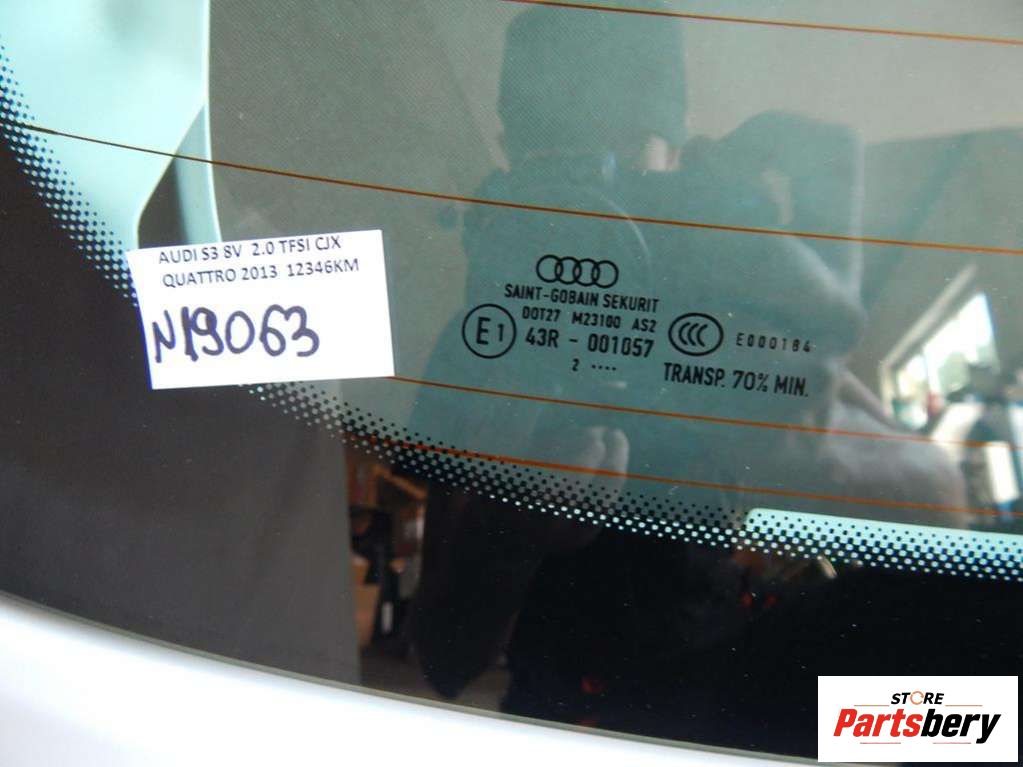 AUDI S3 8V 2.0 TFSI CJX
QUATTRO 2013 12346KM
N19063
SAINT-GOBAIN SEKURIT
DOT27 M23100 AS2
E1 43R - 001057
CCC E000184
2 ••••
TRANSP. 70% MIN.
STORE
Partsbery